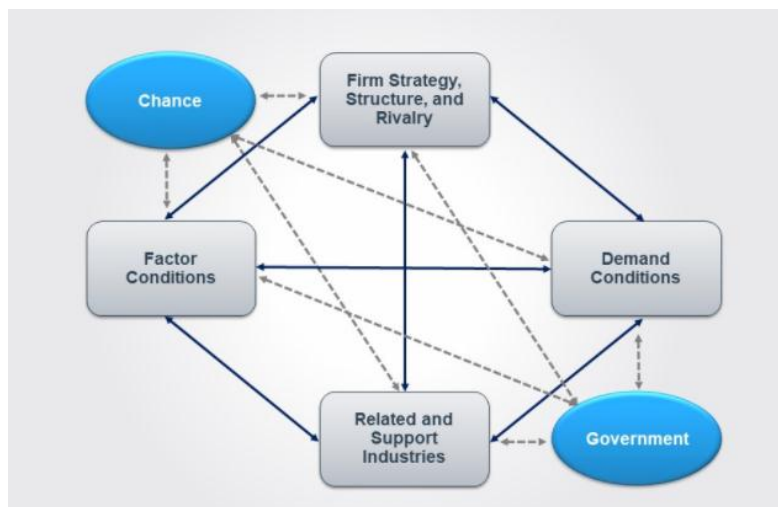 Chance
Firm Strategy,
Structure, and
Rivalry
Factor
Conditions
Demand
Conditions
Related and
Support
Industries
Government